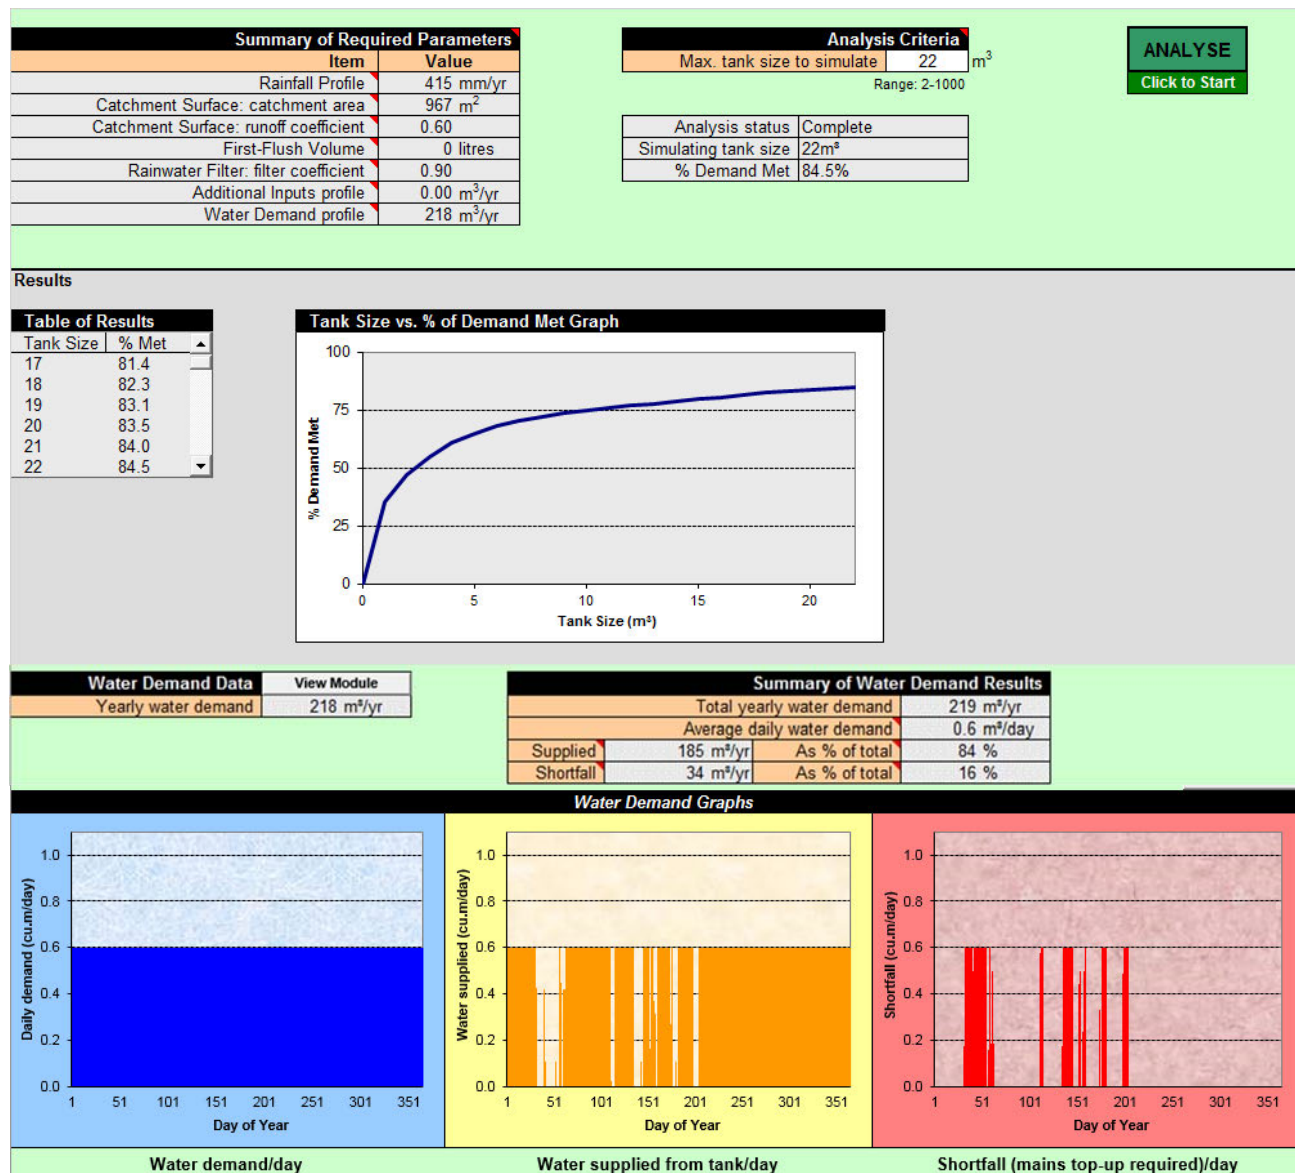 Summary of Required Parameters
Item Value
Rainfall Profile 415 mm/yr
Catchment Surface: catchment area 967 m²
Catchment Surface: runoff coefficient 0.60
First-Flush Volume 0 litres
Rainwater Filter: filter coefficient 0.90
Additional Inputs profile 0.00 m³/yr
Water Demand profile 218 m³/yr
Analysis Criteria
Max. tank size to simulate 22 m³
Range: 2-1000
Analysis status Complete
Simulating tank size 22m³
% Demand Met 84.5%
ANALYSE
Click to Start
Results
Table of Results
Tank Size % Met
17 81.4
18 82.3
19 83.1
20 83.5
21 84.0
22 84.5
Tank Size vs. % of Demand Met Graph
100
75
50
25
0
% Demand Met
0 5 10 15 20
Tank Size (m³)
Water Demand Data View Module
Yearly water demand 218 m³/yr
Summary of Water Demand Results
Total yearly water demand 219 m³/yr
Average daily water demand 0.6 m³/day
Supplied 185 m³/yr As % of total 84 %
Shortfall 34 m³/yr As % of total 16 %
Water Demand Graphs
1.0
0.8
0.6
0.4
0.2
0.0
Daily demand (cu.m/day)
1 51 101 151 201 251 301 351
Day of Year
Water demand/day
1.0
0.8
0.6
0.4
0.2
0.0
Water supplied (cu.m/day)
1 51 101 151 201 251 301 351
Day of Year
Water supplied from tank/day
1.0
0.8
0.6
0.4
0.2
0.0
Shortfall (cu.m/day)
1 51 101 151 201 251 301 351
Day of Year
Shortfall (mains top-up required)/day